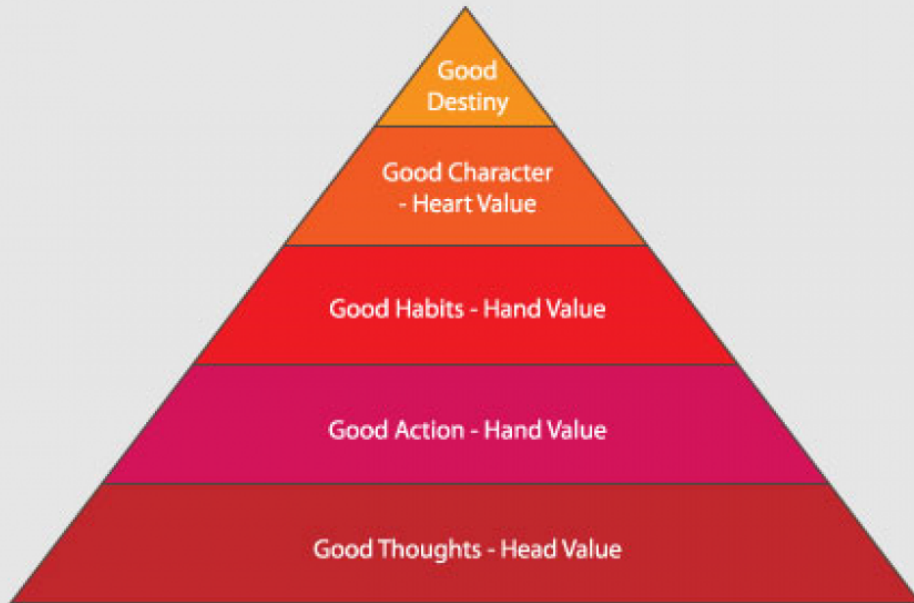 Good
Destiny
Good Character
- Heart Value
Good Habits - Hand Value
Good Action - Hand Value
Good Thoughts - Head Value